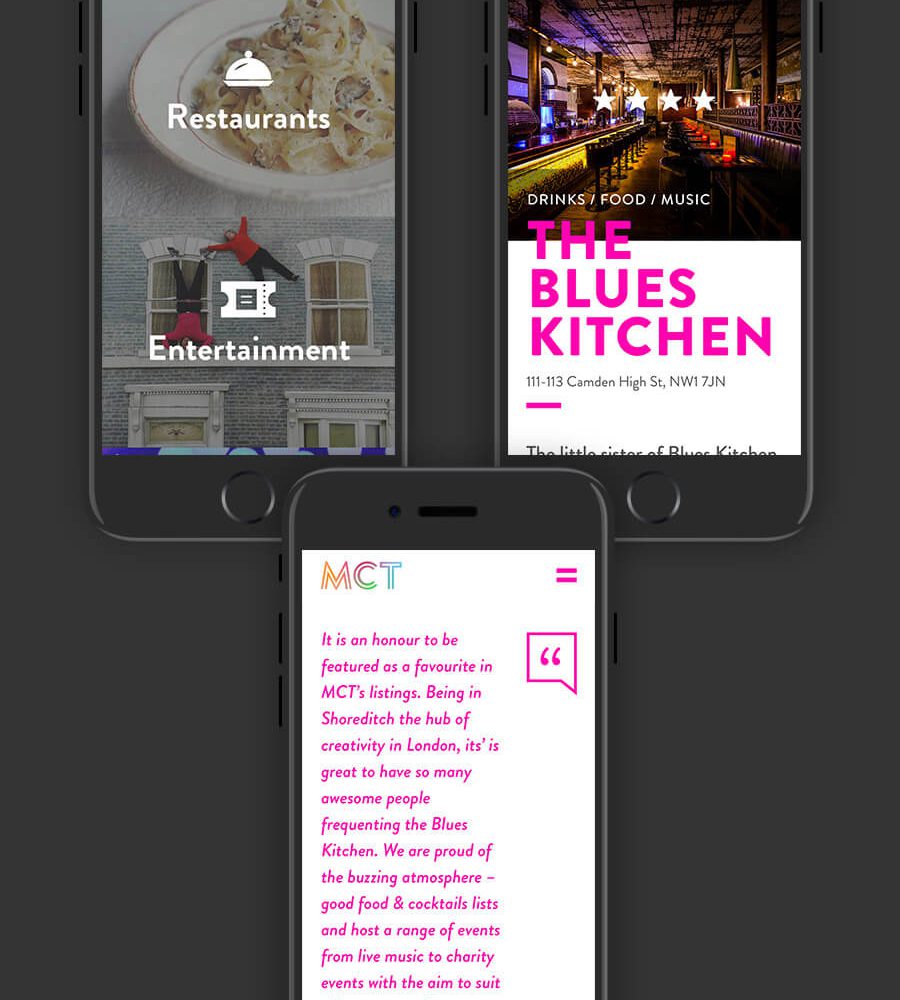 Restaurants
Entertainment
DRINKS / FOOD / MUSIC
THE
BLUES
KITCHEN
111-113 Camden High St, NW1 7JN
The little sister of Blues Kitchen
MCT
It is an honour to be
featured as a favourite in
MCT's listings. Being in
Shoreditch the hub of
creativity in London, its' is
great to have so many
awesome people
frequenting the Blues
Kitchen. We are proud of
the buzzing atmosphere –
good food & cocktails lists
and host a range of events
from live music to charity
events with the aim to suit
“